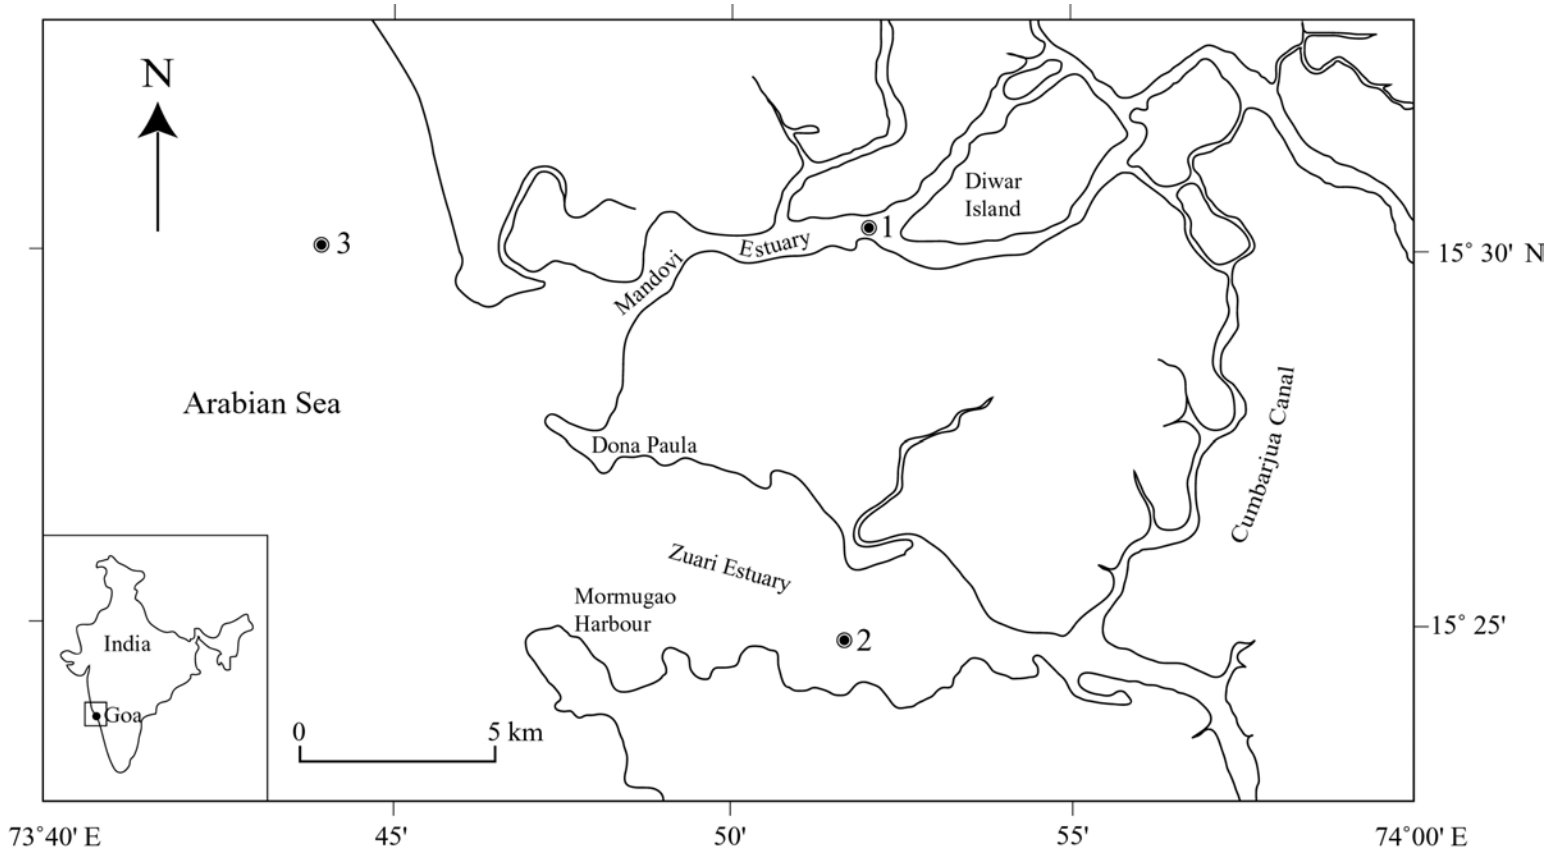 N
Diwar
Island
1
3
Estuary
Mandovi
15° 30' N
Arabian Sea
Dona Paula
Cumbarjua Canal
Zuari Estuary
Mormugao
Harbour
2
15° 25'
India
Goa
0 5 km
73°40' E 45' 50' 55' 74°00' E